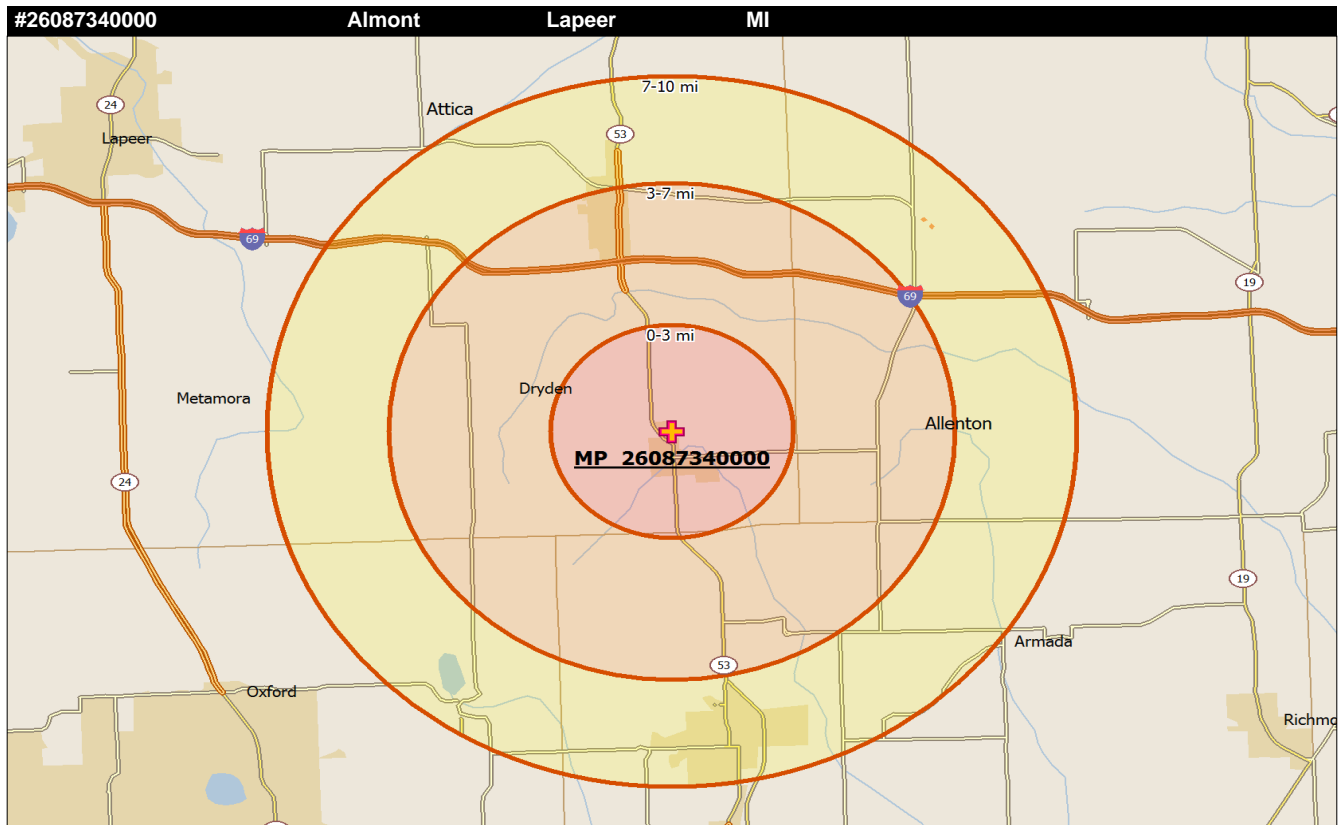 #26087340000 Almont Lapeer MI
7-10 mi
24
Attica
53
Lapeer
3-7 mi
69
19
69
0-3 mi
Dryden
Metamora
Allenton
MP 26087340000
24
19
Armada
53
Oxford